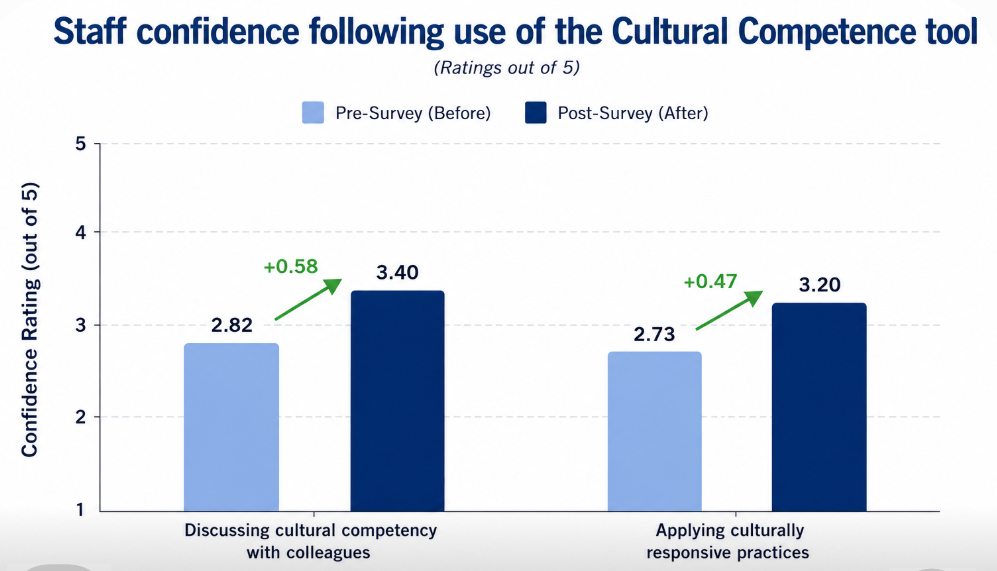 Staff confidence following use of the Cultural Competence tool
(Ratings out of 5)
Pre-Survey (Before) Post-Survey (After)
Confidence Rating (out of 5)
5
4
3
2
1
+0.58
3.40
2.82
+0.47
3.20
2.73
Discussing cultural competency
with colleagues
Applying culturally
responsive practices